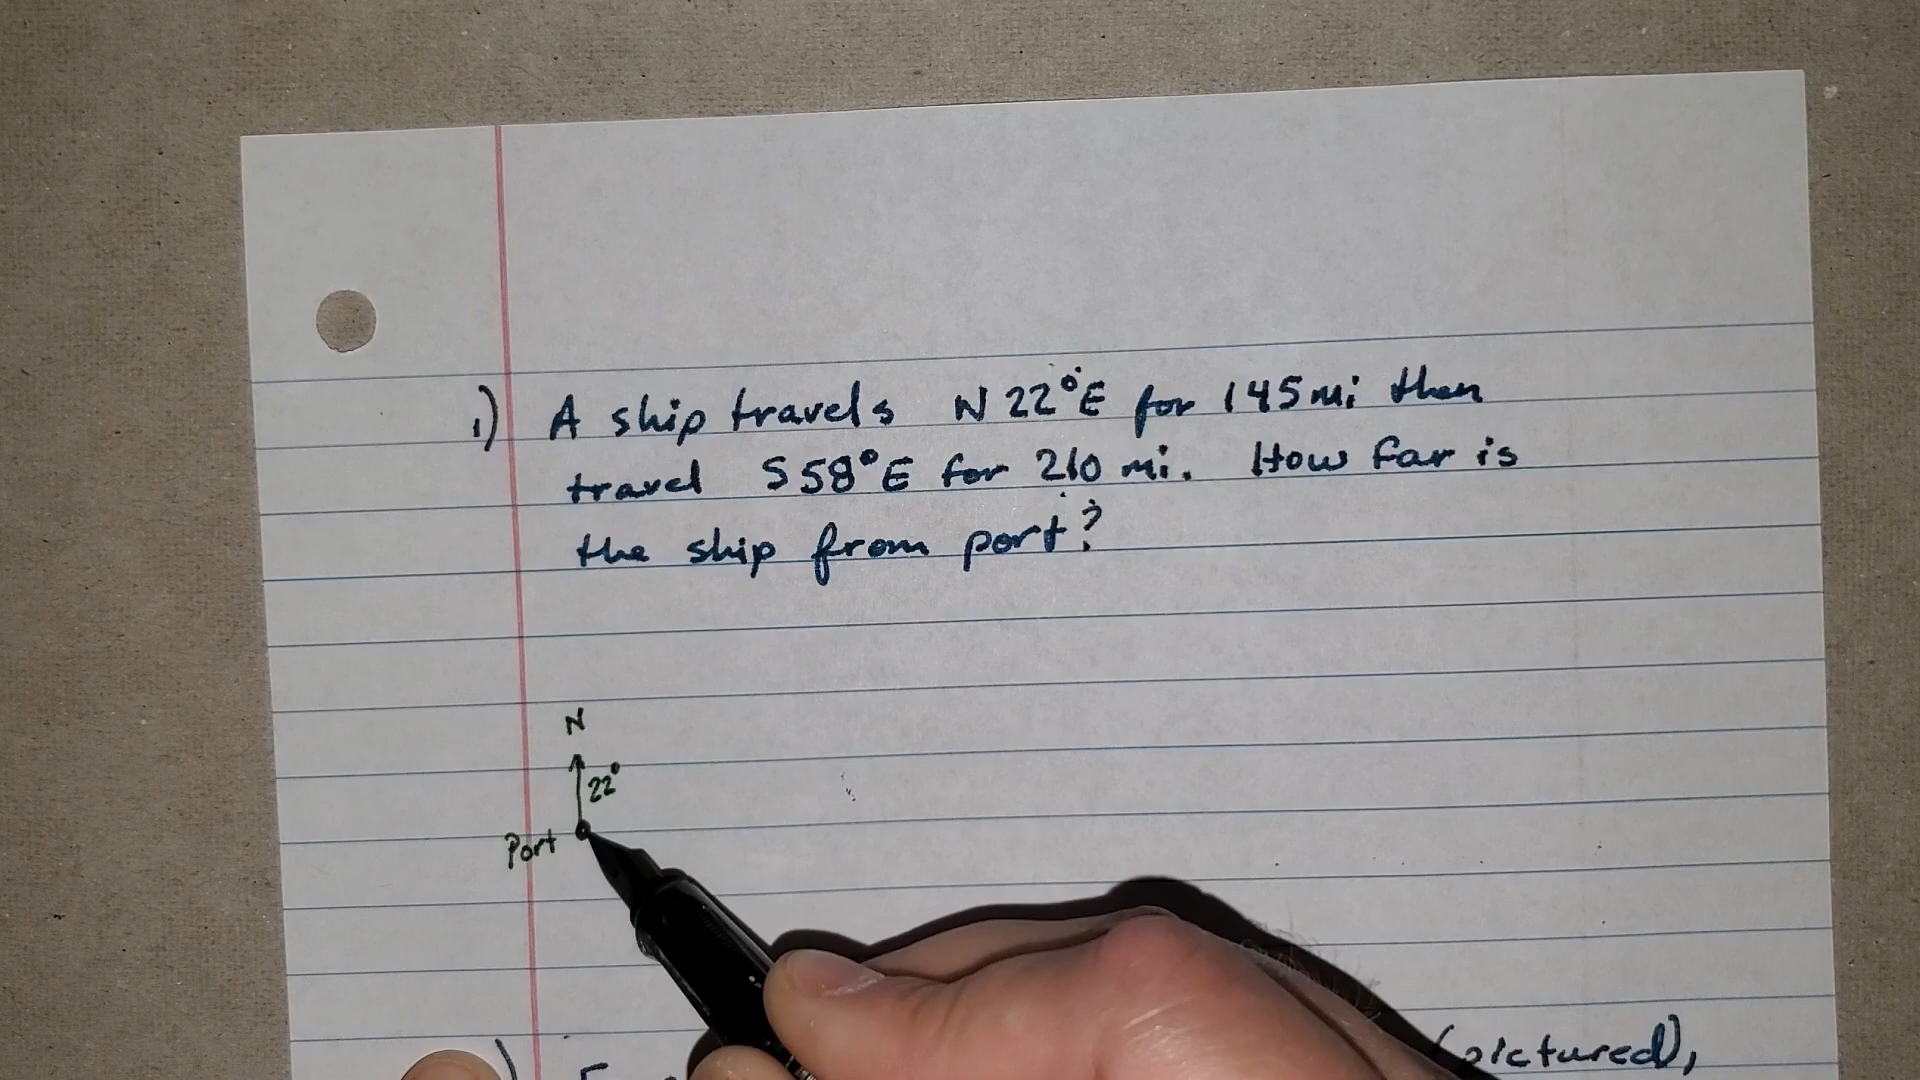 1) A ship travels N 22°E for 145 mi then
travel S 58°E for 210 mi. How far is
the ship from port?
N
22°
Port
(pictured),